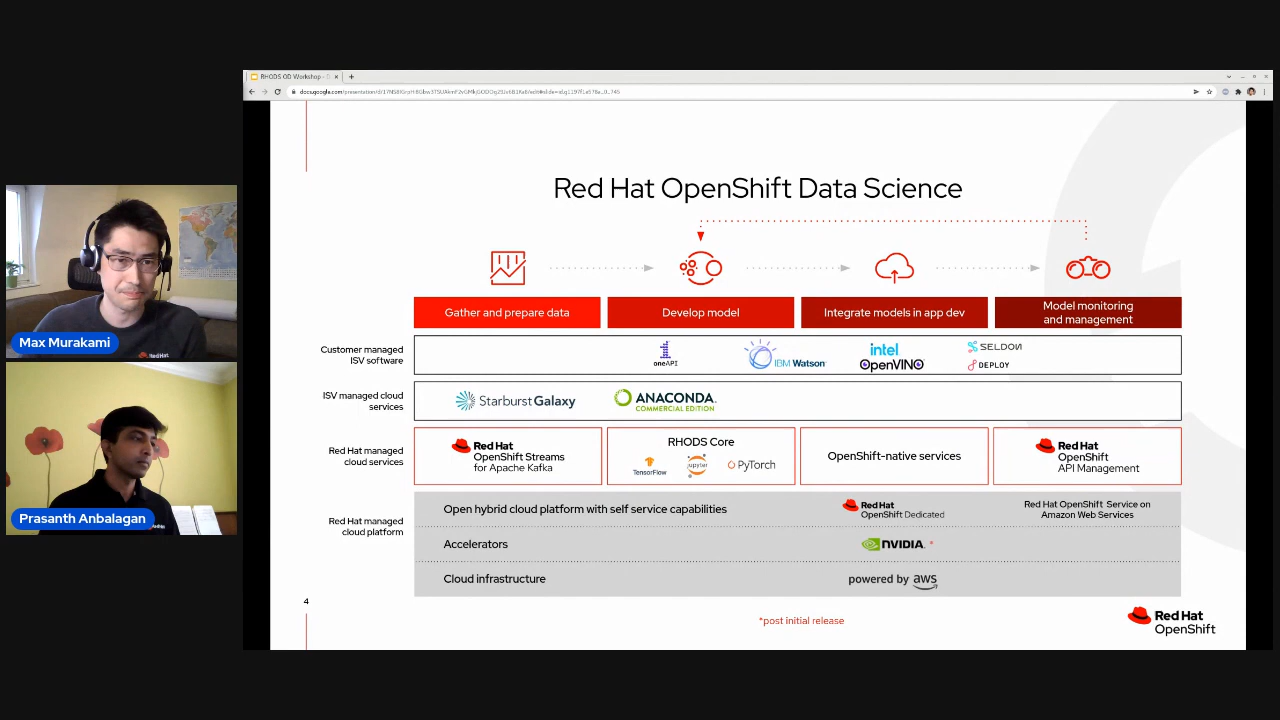 RHODS GD Workshop - 
Red Hat OpenShift Data Science
Gather and prepare data
Develop model
Integrate models in app dev
Model monitoring
and management
Customer managed
ISV software
oneAPI
IBM Watson
intel
OpenVINO
SELDON
DEPLOY
ISV managed cloud
services
Starburst Galaxy
ANACONDA.
COMMERCIAL EDITION
Red Hat managed
cloud services
Red Hat
OpenShift Streams
for Apache Kafka
RHODS Core
TensorFlow
jupyter
PyTorch
OpenShift-native services
Red Hat
OpenShift
API Management
Red Hat managed
cloud platform
Open hybrid cloud platform with self service capabilities
Red Hat
OpenShift Dedicated
Red Hat OpenShift Service on
Amazon Web Services
Accelerators
NVIDIA. *
Cloud infrastructure
powered by aws
4
*post initial release
Red Hat
OpenShift
Max Murakami
Red Hat
Prasanth Anbalagan